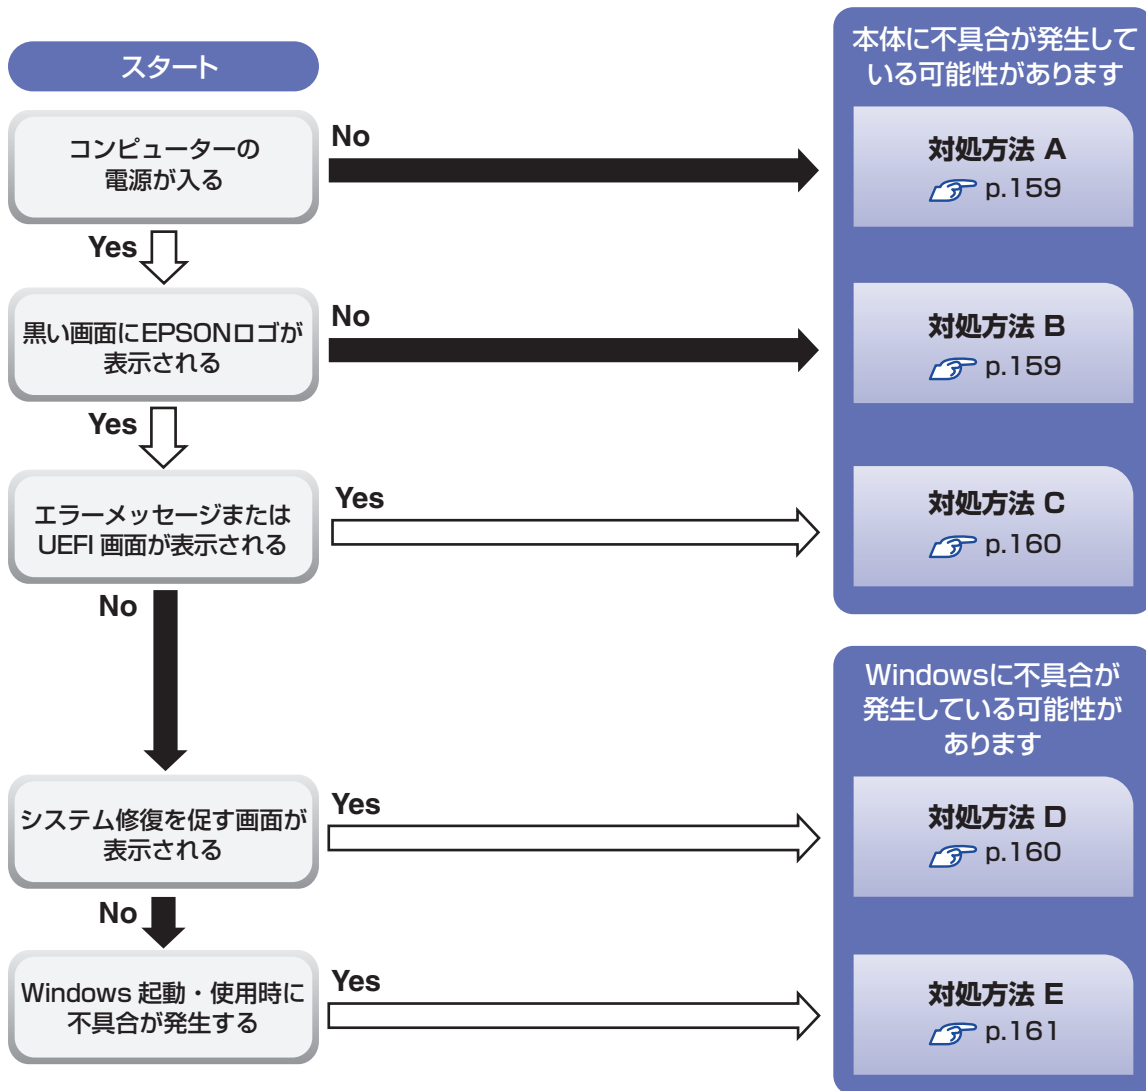 スタート
コンピューターの
電源が入る
No
Yes
黒い画面にEPSONロゴが
表示される
No
Yes
エラーメッセージまたは
UEFI 画面が表示される
Yes
No
システム修復を促す画面が
表示される
Yes
No
Windows 起動・使用時に
不具合が発生する
Yes
本体に不具合が発生して
いる可能性があります
対処方法 A
p.159
対処方法 B
p.159
対処方法 C
p.160
Windowsに不具合が
発生している可能性が
あります
対処方法 D
p.160
対処方法 E
p.161